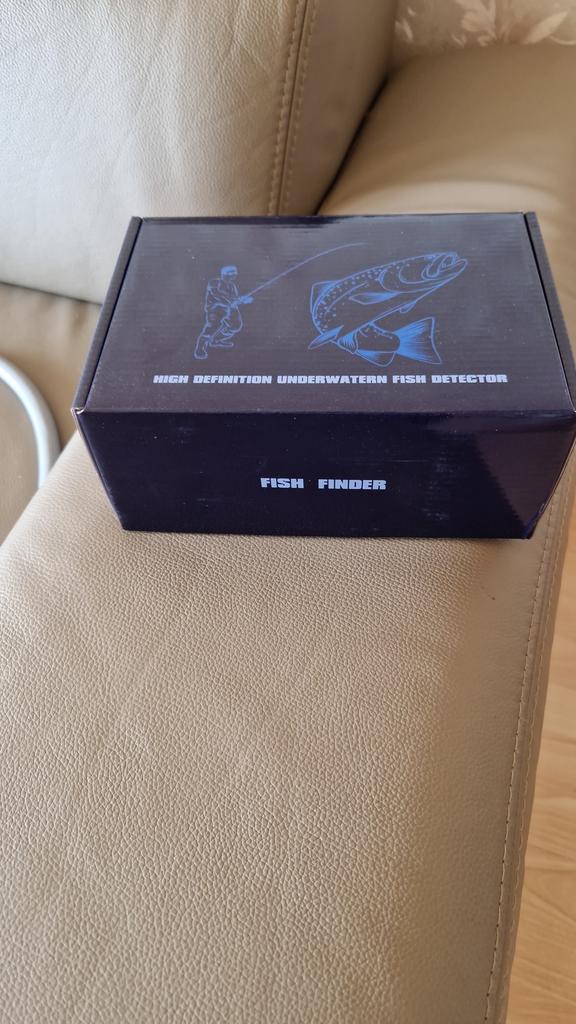 HIGH DEFINITION UNDERWATERN FISH DETECTOR
FISH FINDER